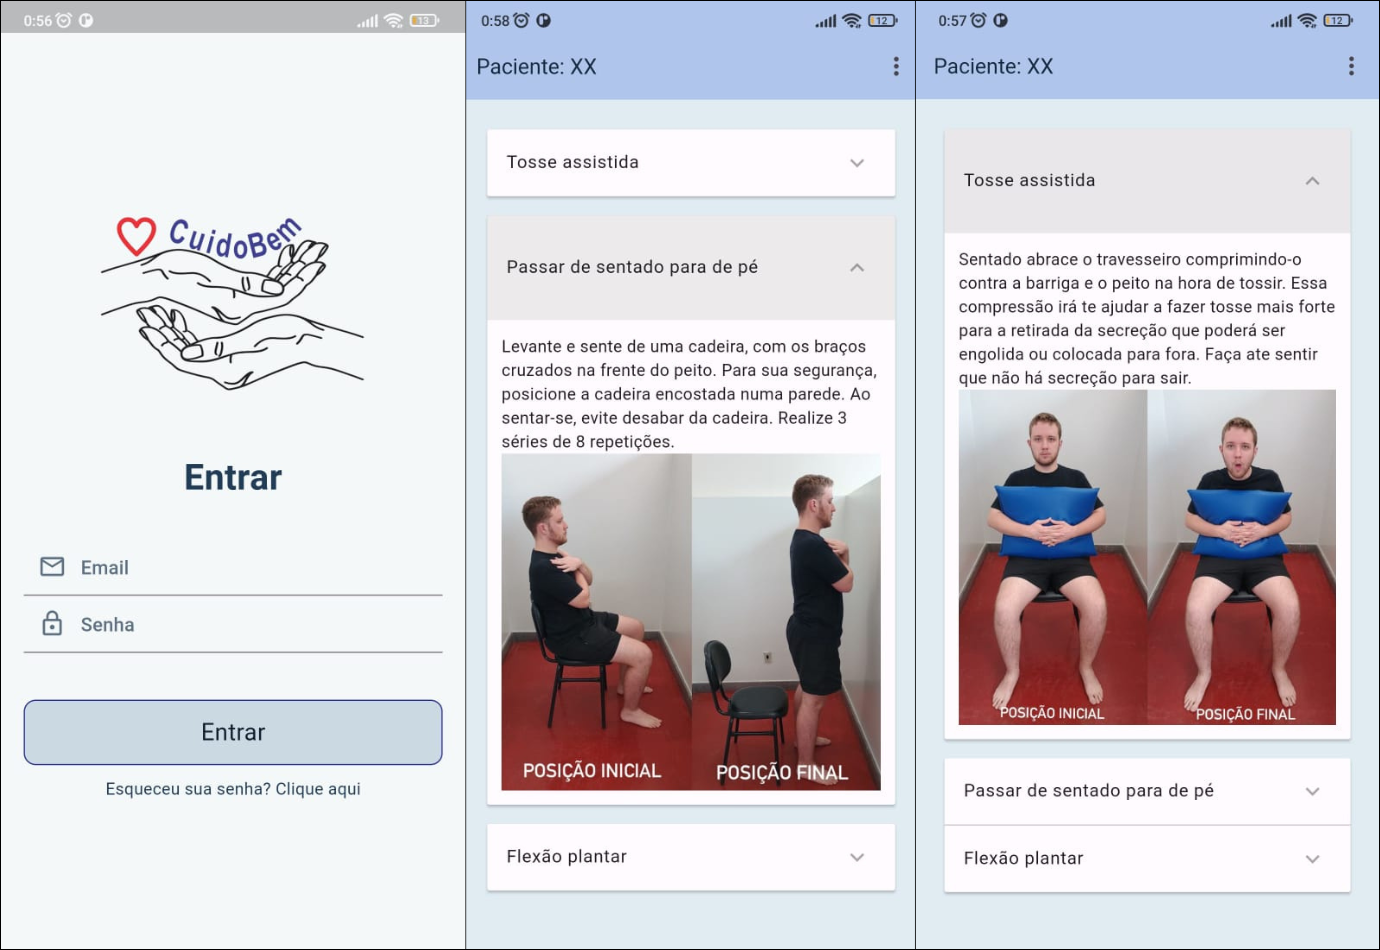 0:56
13
CuidoBem
Entrar
Email
Senha
Entrar
Esqueceu sua senha? Clique aqui
0:58
12
Paciente: XX
Tosse assistida
Passar de sentado para de pé
Levante e sente de uma cadeira, com os braços
cruzados na frente do peito. Para sua segurança,
posicione a cadeira encostada numa parede. Ao
sentar-se, evite desabar da cadeira. Realize 3
séries de 8 repetições.
POSIÇÃO INICIAL
POSIÇÃO FINAL
Flexão plantar
0:57
12
Paciente: XX
Tosse assistida
Sentado abrace o travesseiro comprimindo-o
contra a barriga e o peito na hora de tossir. Essa
compressão irá te ajudar a fazer tosse mais forte
para a retirada da secreção que poderá ser
engolida ou colocada para fora. Faça ate sentir
que não há secreção para sair.
POSIÇÃO INICIAL
POSIÇÃO FINAL
Passar de sentado para de pé
Flexão plantar